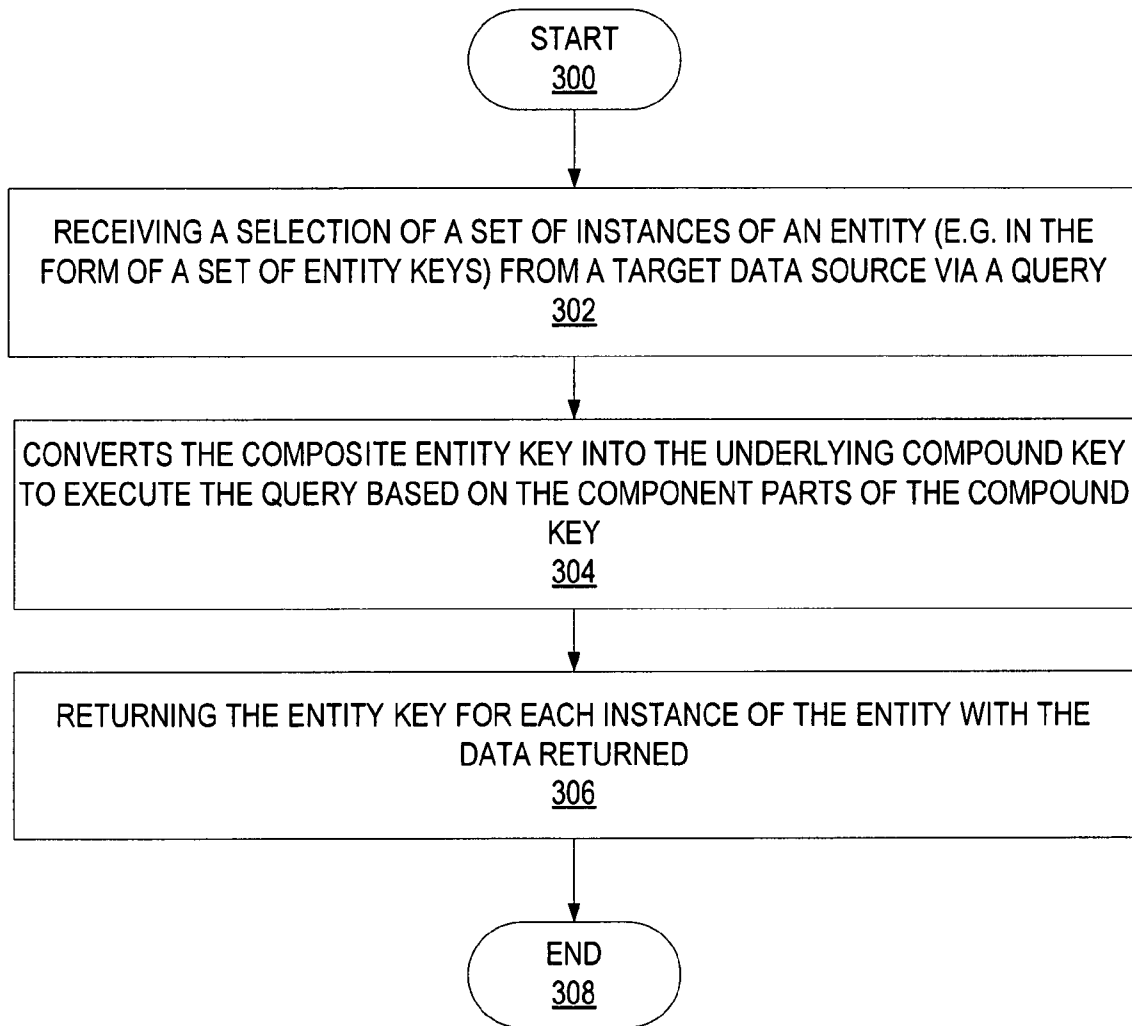 START
300
RECEIVING A SELECTION OF A SET OF INSTANCES OF AN ENTITY (E.G. IN THE
FORM OF A SET OF ENTITY KEYS) FROM A TARGET DATA SOURCE VIA A QUERY
302
CONVERTS THE COMPOSITE ENTITY KEY INTO THE UNDERLYING COMPOUND KEY
TO EXECUTE THE QUERY BASED ON THE COMPONENT PARTS OF THE COMPOUND
KEY
304
RETURNING THE ENTITY KEY FOR EACH INSTANCE OF THE ENTITY WITH THE
DATA RETURNED
306
END
308